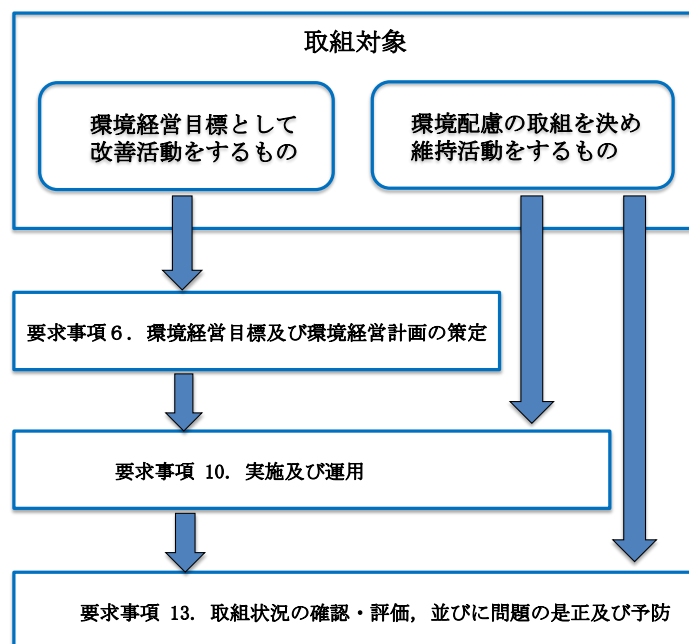 取組対象
環境経営目標として
改善活動をするもの
環境配慮の取組を決め
維持活動をするもの
要求事項６．環境経営目標及び環境経営計画の策定
要求事項 10．実施及び運用
要求事項 13．取組状況の確認・評価，並びに問題の是正及び予防